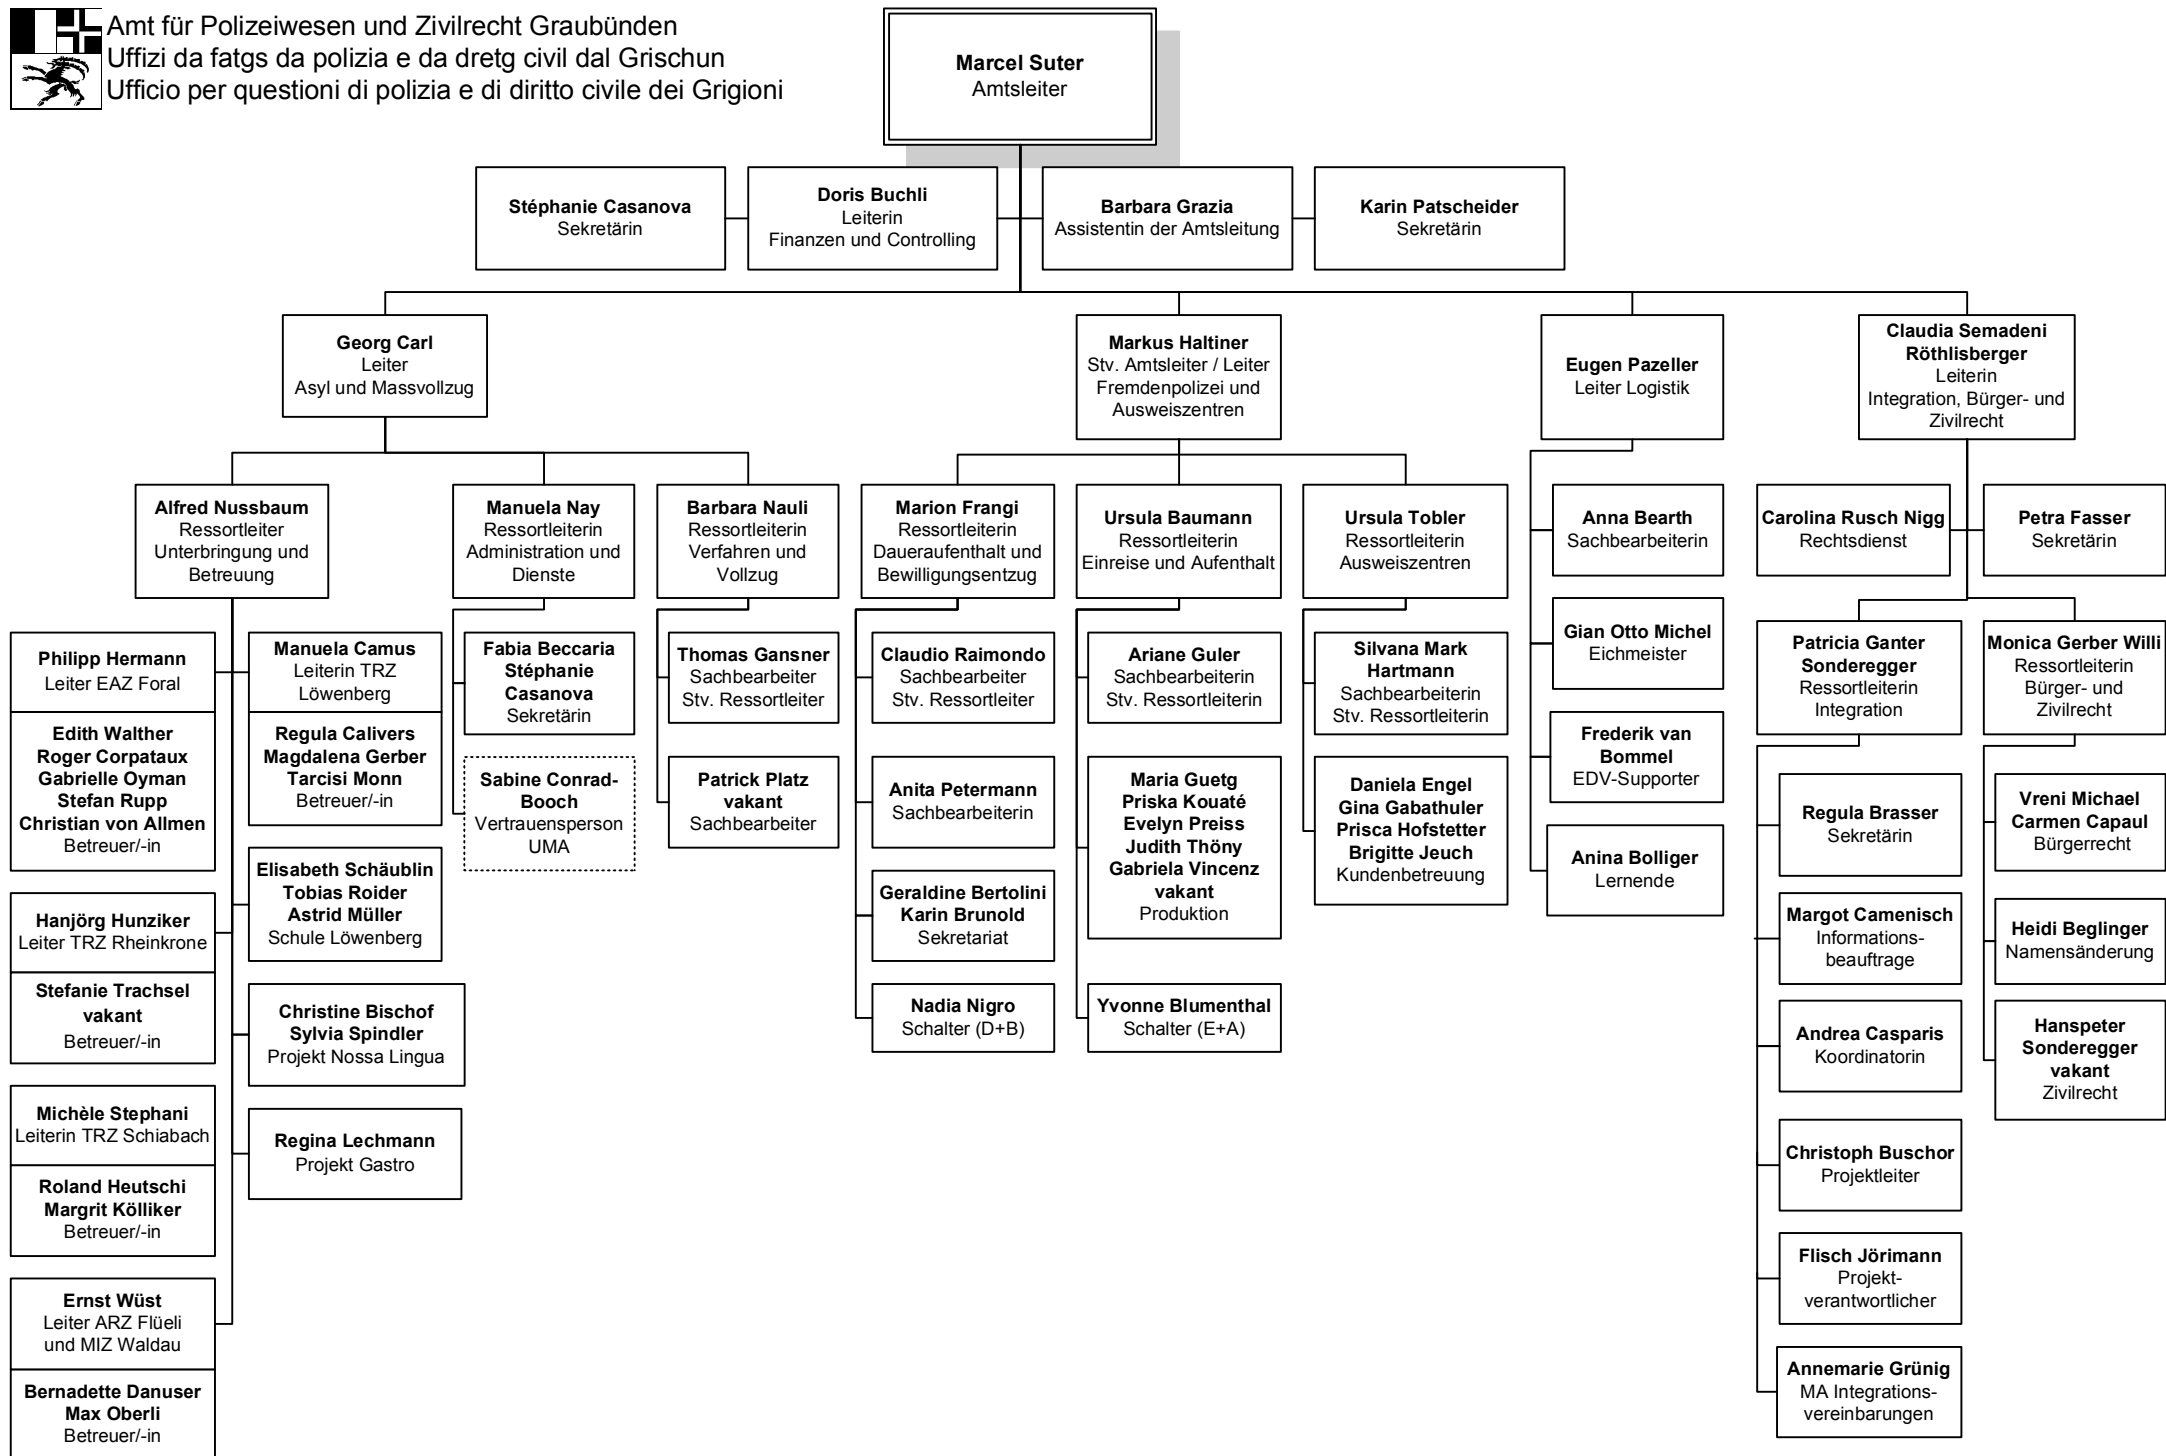 Amt für Polizeiwesen und Zivilrecht Graubünden
Uffizi da fatgs da polizia e da dretg civil dal Grischun
Ufficio per questioni di polizia e di diritto civile dei Grigioni
Marcel Suter
Amtsleiter
Stéphanie Casanova
Sekretärin
Doris Buchli
Leiterin
Finanzen und Controlling
Barbara Grazia
Assistentin der Amtsleitung
Karin Patscheider
Sekretärin
Georg Carl
Leiter
Asyl und Massvollzug
Markus Haltiner
Stv. Amtsleiter / Leiter
Fremdenpolizei und
Ausweiszentren
Eugen Pazeller
Leiter Logistik
Claudia Semadeni
Röthlisberger
Leiterin
Integration, Bürger- und
Zivilrecht
Alfred Nussbaum
Ressortleiter
Unterbringung und
Betreuung
Manuela Nay
Ressortleiterin
Administration und
Dienste
Barbara Nauli
Ressortleiterin
Verfahren und
Vollzug
Marion Frangi
Ressortleiterin
Daueraufenthalt und
Bewilligungsentzug
Ursula Baumann
Ressortleiterin
Einreise und Aufenthalt
Ursula Tobler
Ressortleiterin
Ausweiszentren
Anna Bearth
Sachbearbeiterin
Carolina Rusch Nigg
Rechtsdienst
Petra Fasser
Sekretärin
Philipp Hermann
Leiter EAZ Foral
Edith Walther
Roger Corpataux
Gabrielle Oyman
Stefan Rupp
Christian von Allmen
Betreuer/-in
Hanjörg Hunziker
Leiter TRZ Rheinkrone
Stefanie Trachsel
vakant
Betreuer/-in
Michèle Stephani
Leiterin TRZ Schiabach
Roland Heutschi
Margrit Kölliker
Betreuer/-in
Ernst Wüst
Leiter ARZ Flüeli
und MIZ Waldau
Bernadette Danuser
Max Oberli
Betreuer/-in
Manuela Camus
Leiterin TRZ
Löwenberg
Regula Calivers
Magdalena Gerber
Tarcisi Monn
Betreuer/-in
Elisabeth Schäublin
Tobias Roider
Astrid Müller
Schule Löwenberg
Christine Bischof
Sylvia Spindler
Projekt Nossa Lingua
Regina Lechmann
Projekt Gastro
Fabia Beccaria
Stéphanie
Casanova
Sekretärin
Sabine Conrad-
Booch
Vertrauensperson
UMA
Thomas Gansner
Sachbearbeiter
Stv. Ressortleiter
Patrick Platz
vakant
Sachbearbeiter
Claudio Raimondo
Sachbearbeiter
Stv. Ressortleiter
Anita Petermann
Sachbearbeiterin
Geraldine Bertolini
Karin Brunold
Sekretariat
Nadia Nigro
Schalter (D+B)
Ariane Guler
Sachbearbeiterin
Stv. Ressortleiterin
Maria Guetg
Priska Kouaté
Evelyn Preiss
Judith Thöny
Gabriela Vincenz
vakant
Produktion
Yvonne Blumenthal
Schalter (E+A)
Silvana Mark
Hartmann
Sachbearbeiterin
Stv. Ressortleiterin
Daniela Engel
Gina Gabathuler
Prisca Hofstetter
Brigitte Jeuch
Kundenbetreuung
Gian Otto Michel
Eichmeister
Frederik van
Bommel
EDV-Supporter
Anina Bolliger
Lernende
Patricia Ganter
Sonderegger
Ressortleiterin
Integration
Regula Brasser
Sekretärin
Margot Camenisch
Informations-
beauftrage
Andrea Casparis
Koordinatorin
Christoph Buschor
Projektleiter
Flisch Jörimann
Projekt-
verantwortlicher
Annemarie Grünig
MA Integrations-
vereinbarungen
Monica Gerber Willi
Ressortleiterin
Bürger- und
Zivilrecht
Vreni Michael
Carmen Capaul
Bürgerrecht
Heidi Beglinger
Namensänderung
Hanspeter
Sonderegger
vakant
Zivilrecht